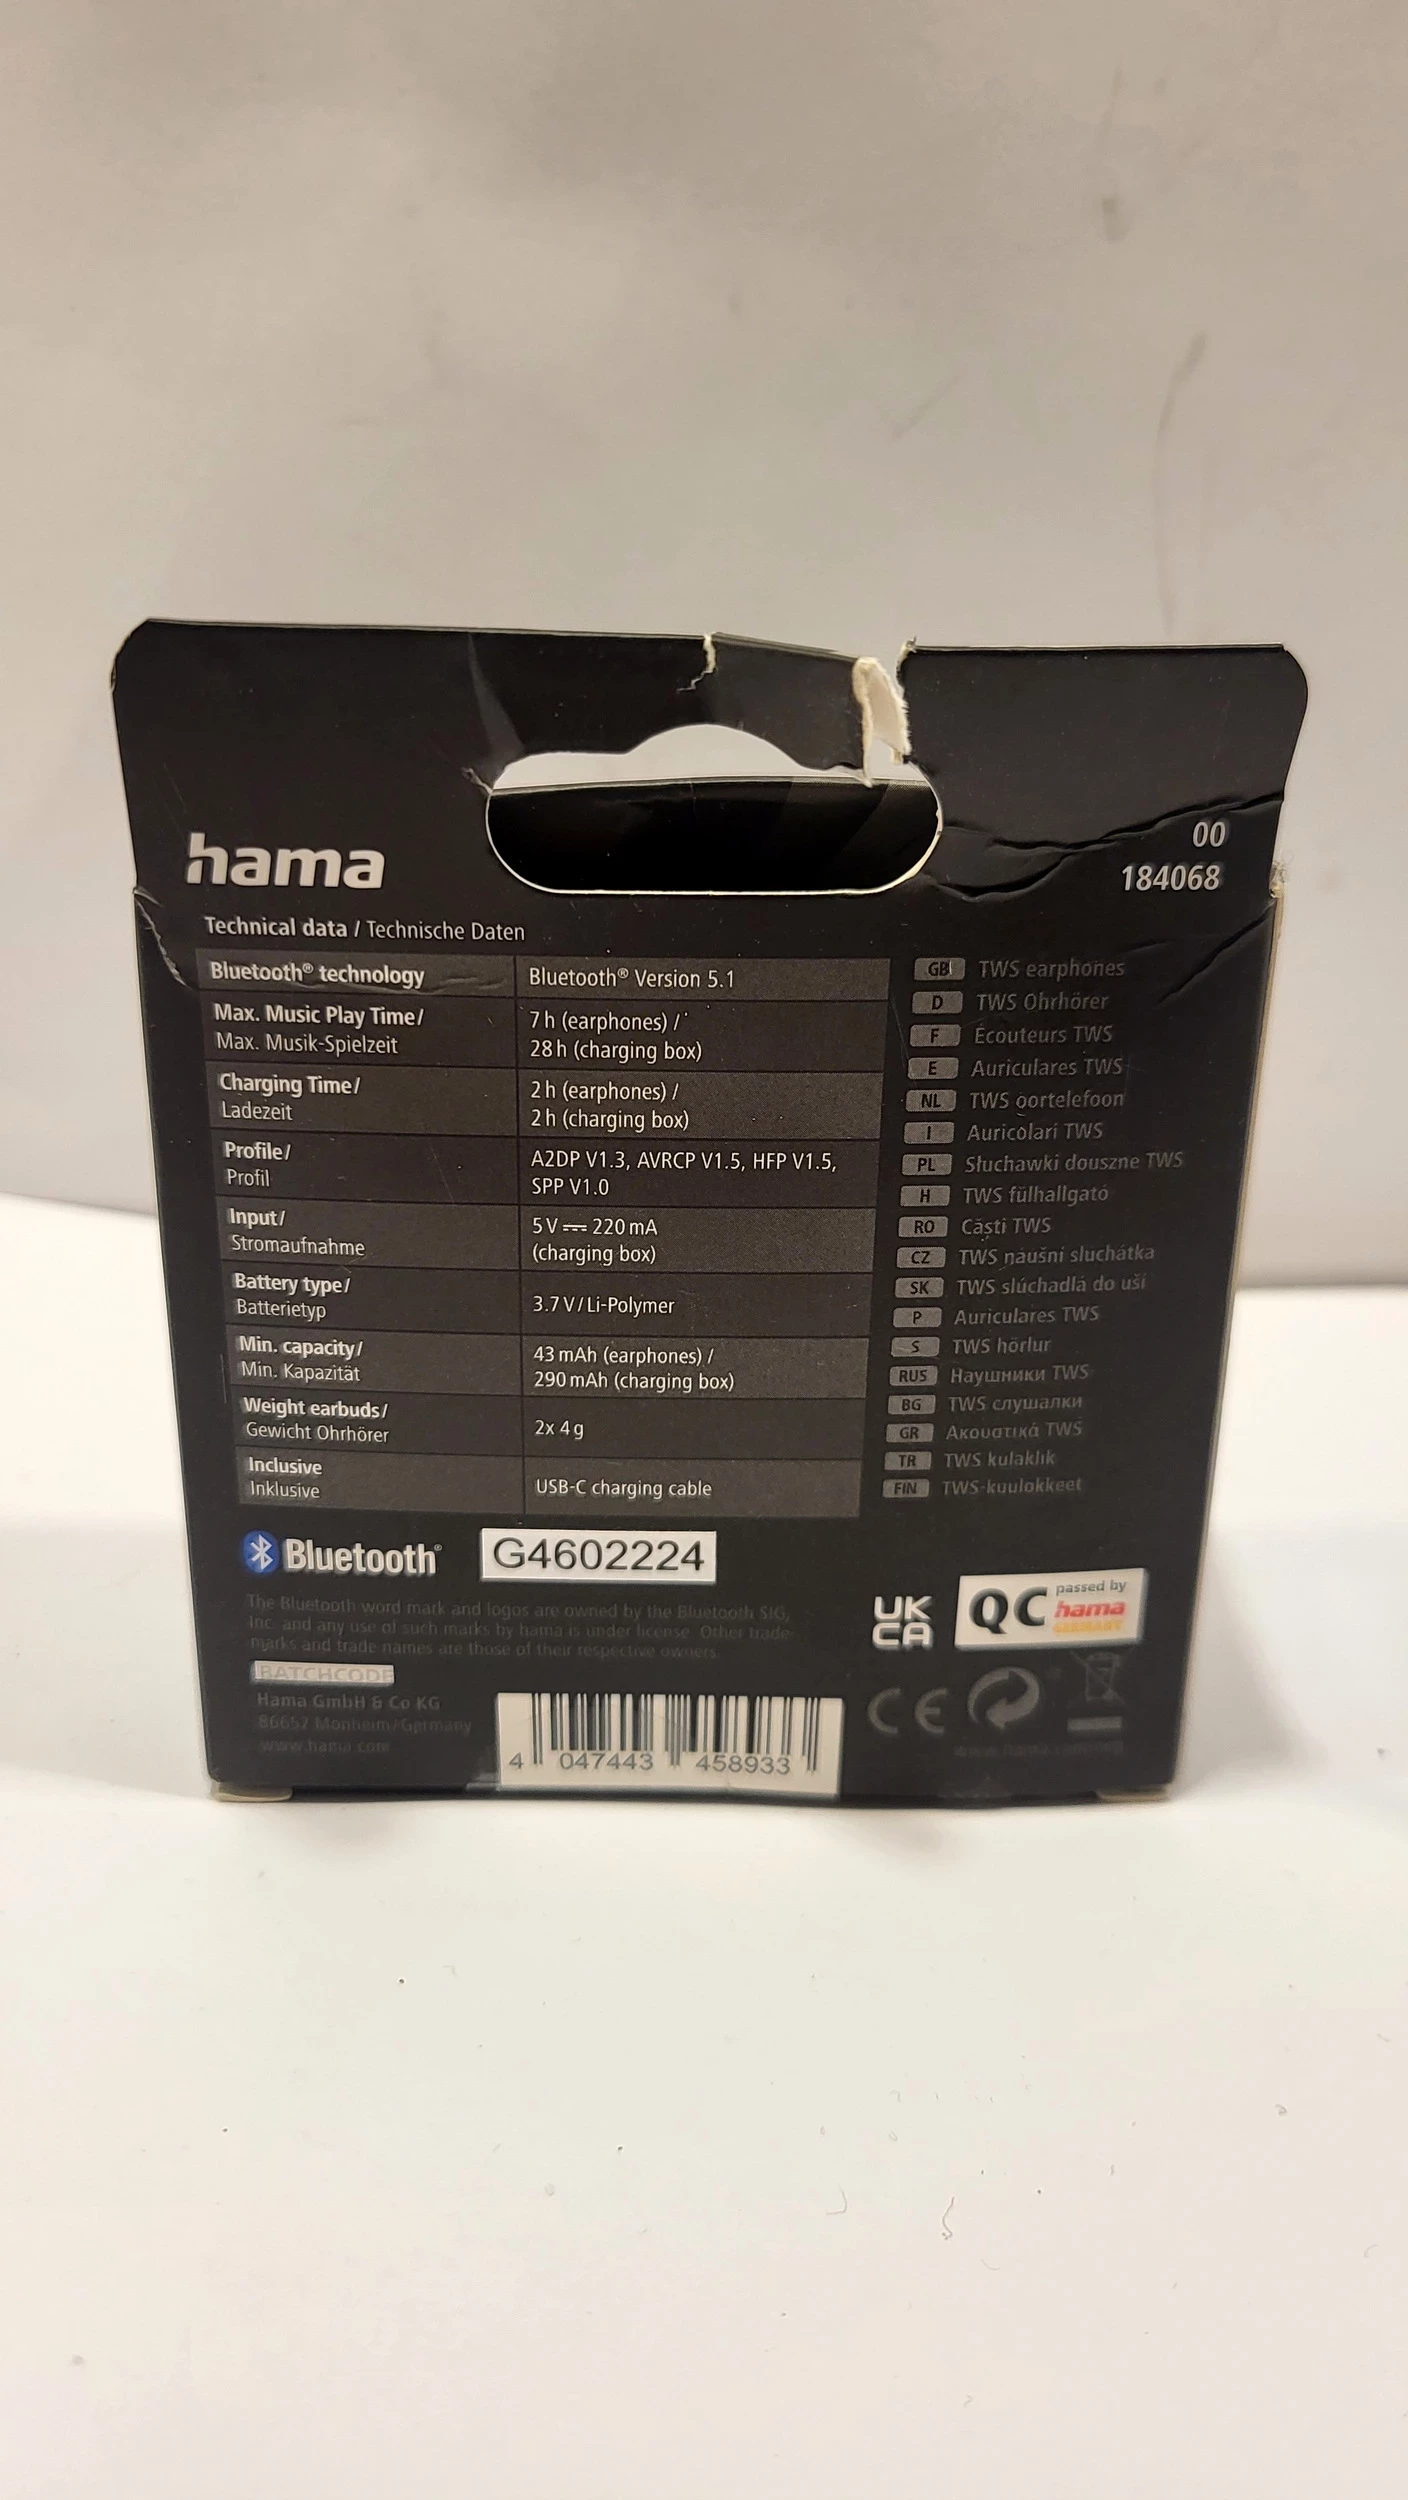 hama
00
184068
Technical data / Technische Daten
Bluetooth® technology
Bluetooth® Version 5.1
Max. Music Play Time/
Max. Musik-Spielzeit
7 h (earphones) /
28 h (charging box)
Charging Time/
Ladezeit
2 h (earphones) /
2 h (charging box)
Profile/
Profil
A2DP V1.3, AVRCP V1.5, HFP V1.5,
SPP V1.0
Input/
Stromaufnahme
5 V ⎓ 220 mA
(charging box)
Battery type/
Batterietyp
3.7 V / Li-Polymer
Min. capacity/
Min. Kapazität
43 mAh (earphones) /
290 mAh (charging box)
Weight earbuds/
Gewicht Ohrhörer
2x 4 g
Inclusive
Inklusive
USB-C charging cable
GB TWS earphones
D TWS Ohrhörer
F Écouteurs TWS
E Auriculares TWS
NL TWS oortelefoon
I Auricolari TWS
PL Słuchawki douszne TWS
H TWS fülhallgató
RO Căști TWS
CZ TWS náušní sluchátka
SK TWS slúchadlá do uší
P Auriculares TWS
S TWS hörlur
RUS Наушники TWS
BG TWS слушалки
GR Ακουστικά TWS
TR TWS kulaklık
FIN TWS-kuulokkeet
Bluetooth®
G4602224
The Bluetooth word mark and logos are owned by the Bluetooth SIG,
Inc. and any use of such marks by hama is under license. Other trade-
marks and trade names are those of their respective owners.
BATCHCODE
Hama GmbH & Co KG
86652 Monheim/Germany
www.hama.com
4 047443 458933
UK
CA
QC passed by
hama
GERMANY
CE